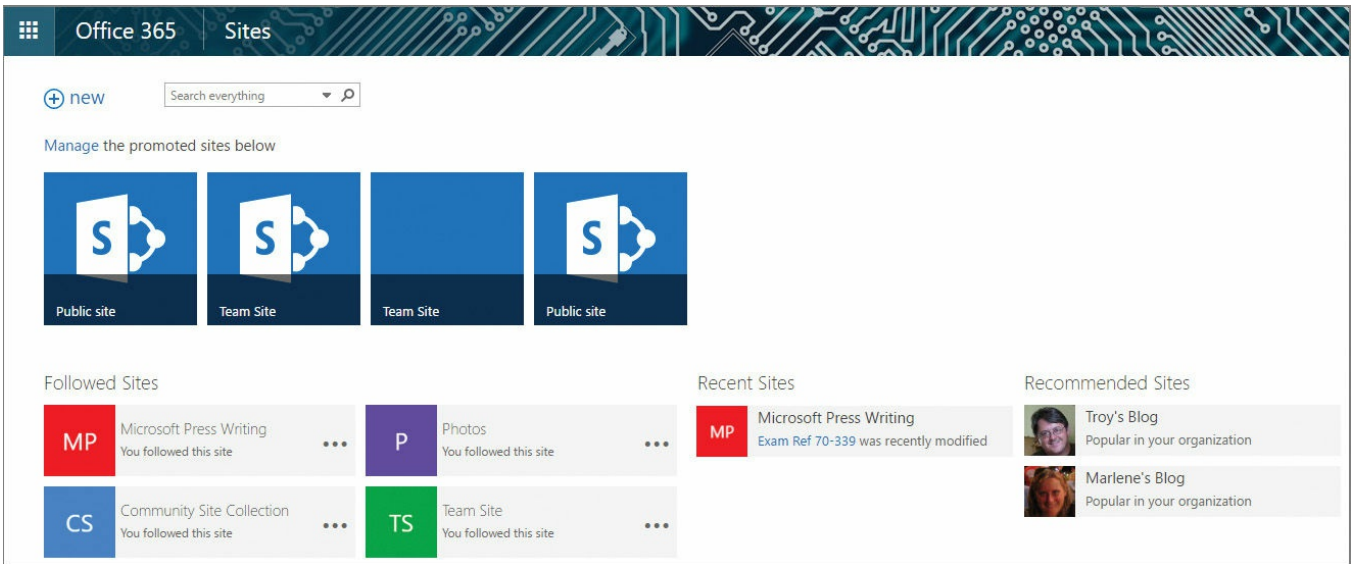 Office 365 Sites
new
Search everything
Manage the promoted sites below
S
S
S
Public site
Team Site
Team Site
Public site
Followed Sites
MP
Microsoft Press Writing
You followed this site
P
Photos
You followed this site
CS
Community Site Collection
You followed this site
TS
Team Site
You followed this site
Recent Sites
MP
Microsoft Press Writing
Exam Ref 70-339 was recently modified
Recommended Sites
Troy's Blog
Popular in your organization
Marlene's Blog
Popular in your organization